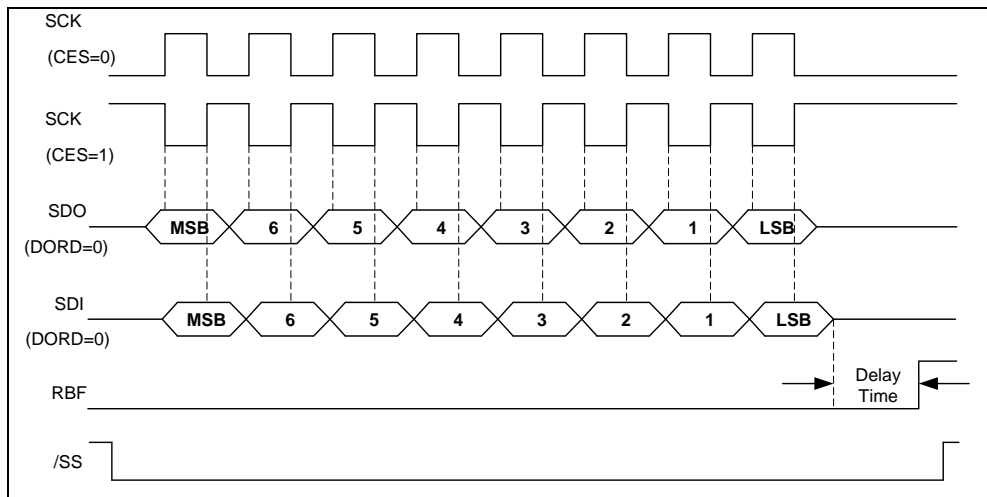 SCK
(CES=0)
SCK
(CES=1)
SDO
MSB 6 5 4 3 2 1 LSB
(DORD=0)
SDI
MSB 6 5 4 3 2 1 LSB
(DORD=0)
RBF
Delay
Time
/SS